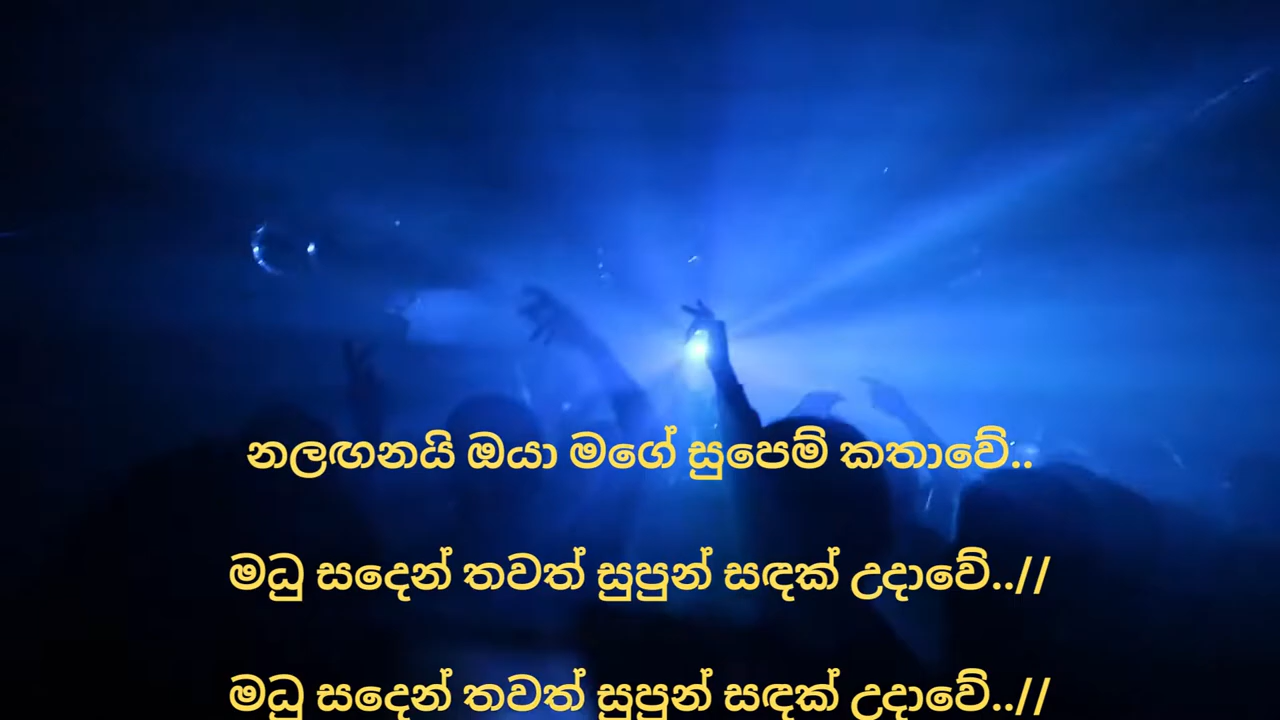 නලඟනයි ඔයා මගේ සුපෙම් කතාවේ..
මධු සදෙන් තවත් සුපුන් සඳක් උදාවේ..//
මධු සදෙන් තවත් සුපුන් සඳක් උදාවේ..//